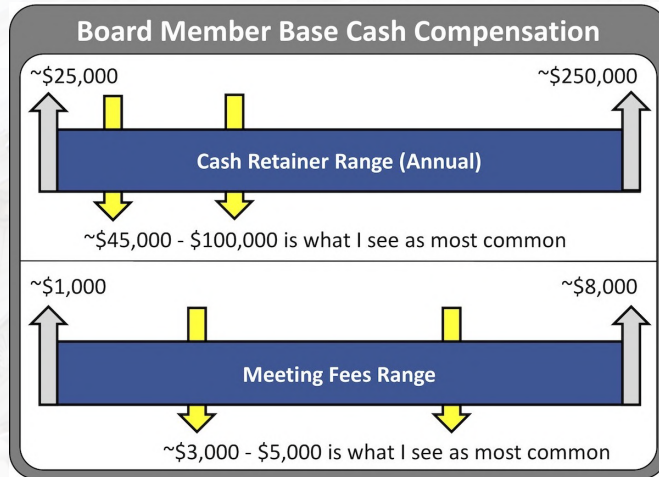 Board Member Base Cash Compensation
~$25,000
~$250,000
Cash Retainer Range (Annual)
~$45,000 - $100,000 is what I see as most common
~$1,000
~$8,000
Meeting Fees Range
~$3,000 - $5,000 is what I see as most common